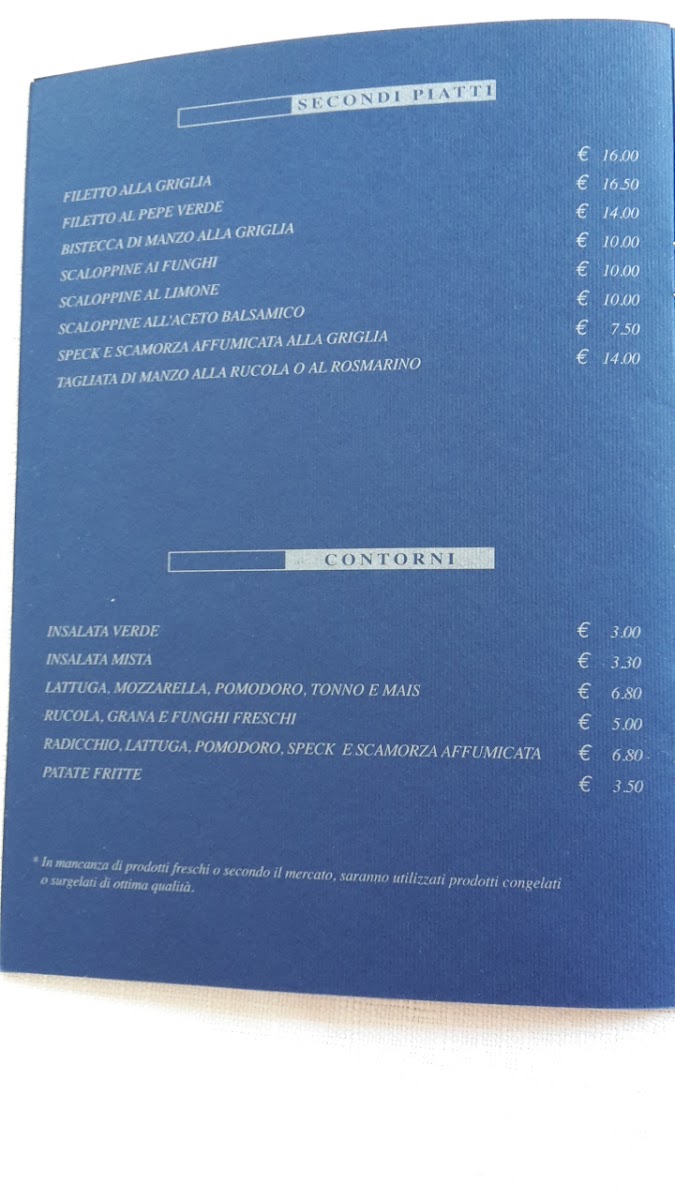 SECONDI PIATTI
FILETTO ALLA GRIGLIA € 16.00
FILETTO AL PEPE VERDE € 16.50
BISTECCA DI MANZO ALLA GRIGLIA € 14.00
SCALOPPINE AI FUNGHI € 10.00
SCALOPPINE AL LIMONE € 10.00
SCALOPPINE ALL'ACETO BALSAMICO € 10.00
SPECK E SCAMORZA AFFUMICATA ALLA GRIGLIA € 7.50
TAGLIATA DI MANZO ALLA RUCOLA O AL ROSMARINO € 14.00
CONTORNI
INSALATA VERDE € 3.00
INSALATA MISTA € 3.30
LATTUGA, MOZZARELLA, POMODORO, TONNO E MAIS € 6.80
RUCOLA, GRANA E FUNGHI FRESCHI € 5.00
RADICCHIO, LATTUGA, POMODORO, SPECK E SCAMORZA AFFUMICATA € 6.80
PATATE FRITTE € 3.50
* In mancanza di prodotti freschi o secondo il mercato, saranno utilizzati prodotti congelati
o surgelati di ottima qualità.